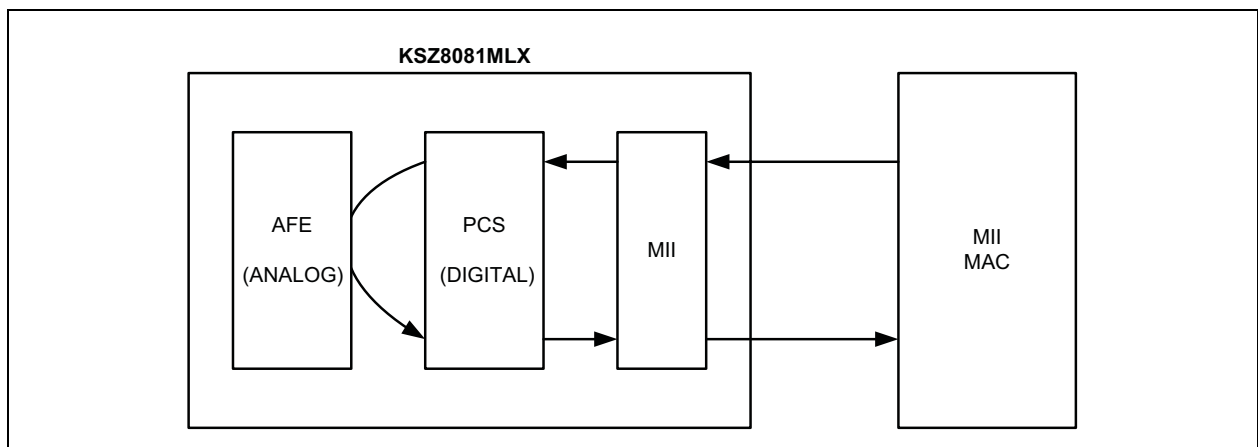 KSZ8081MLX
AFE
(ANALOG)
PCS
(DIGITAL)
MII
MII
MAC